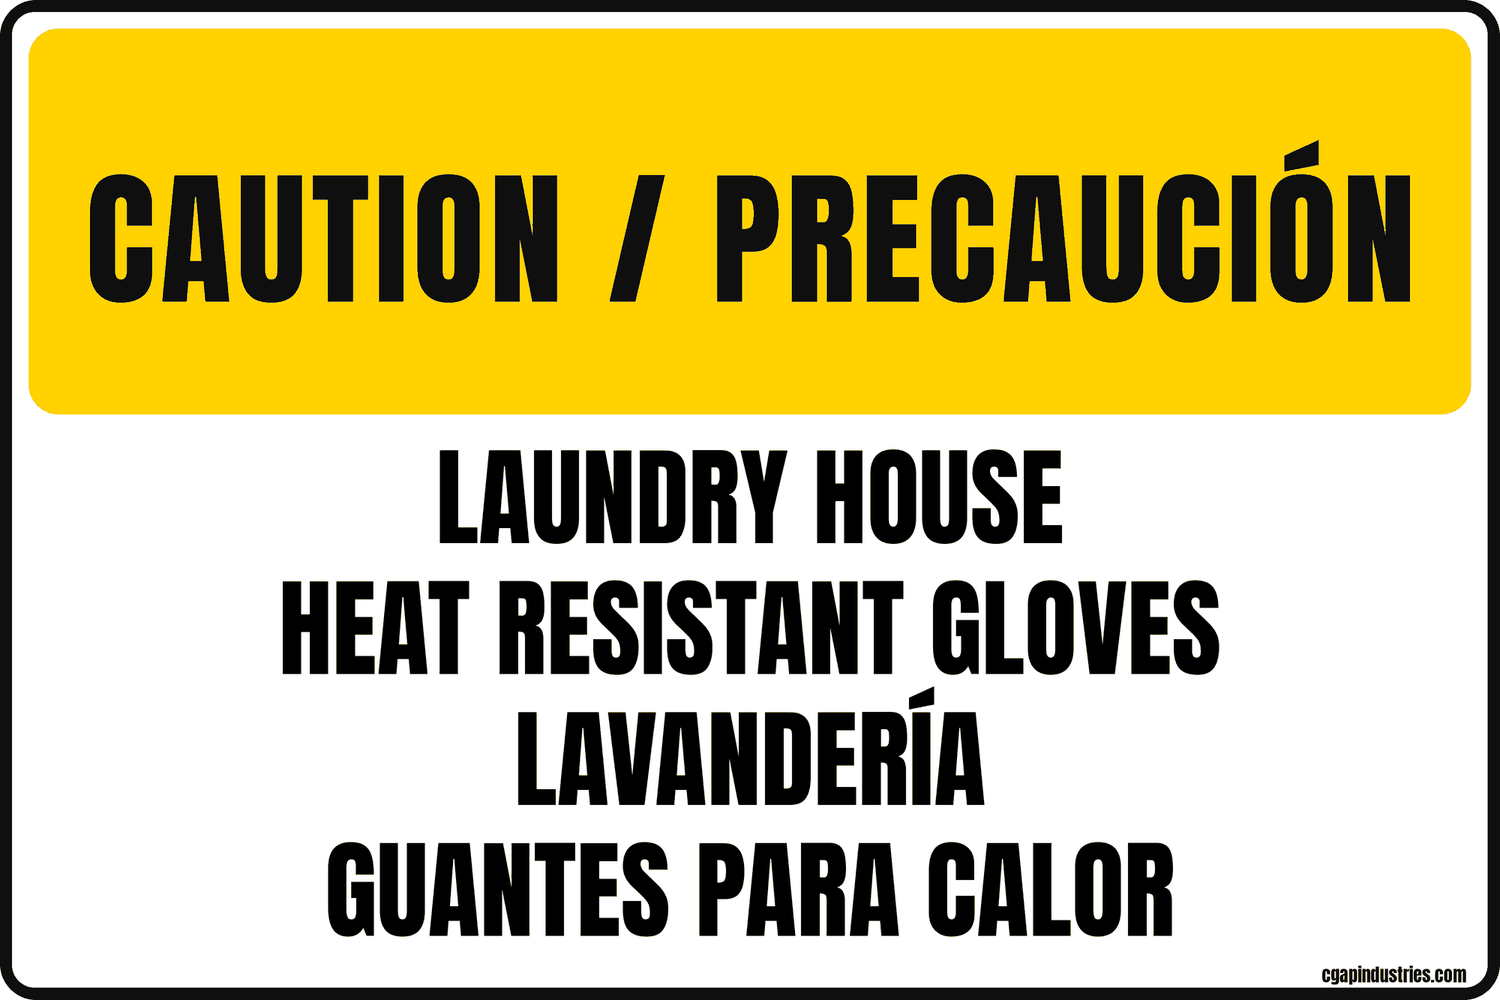 CAUTION / PRECAUCIÓN
LAUNDRY HOUSE
HEAT RESISTANT GLOVES
LAVANDERÍA
GUANTES PARA CALOR
cgapindustries.com